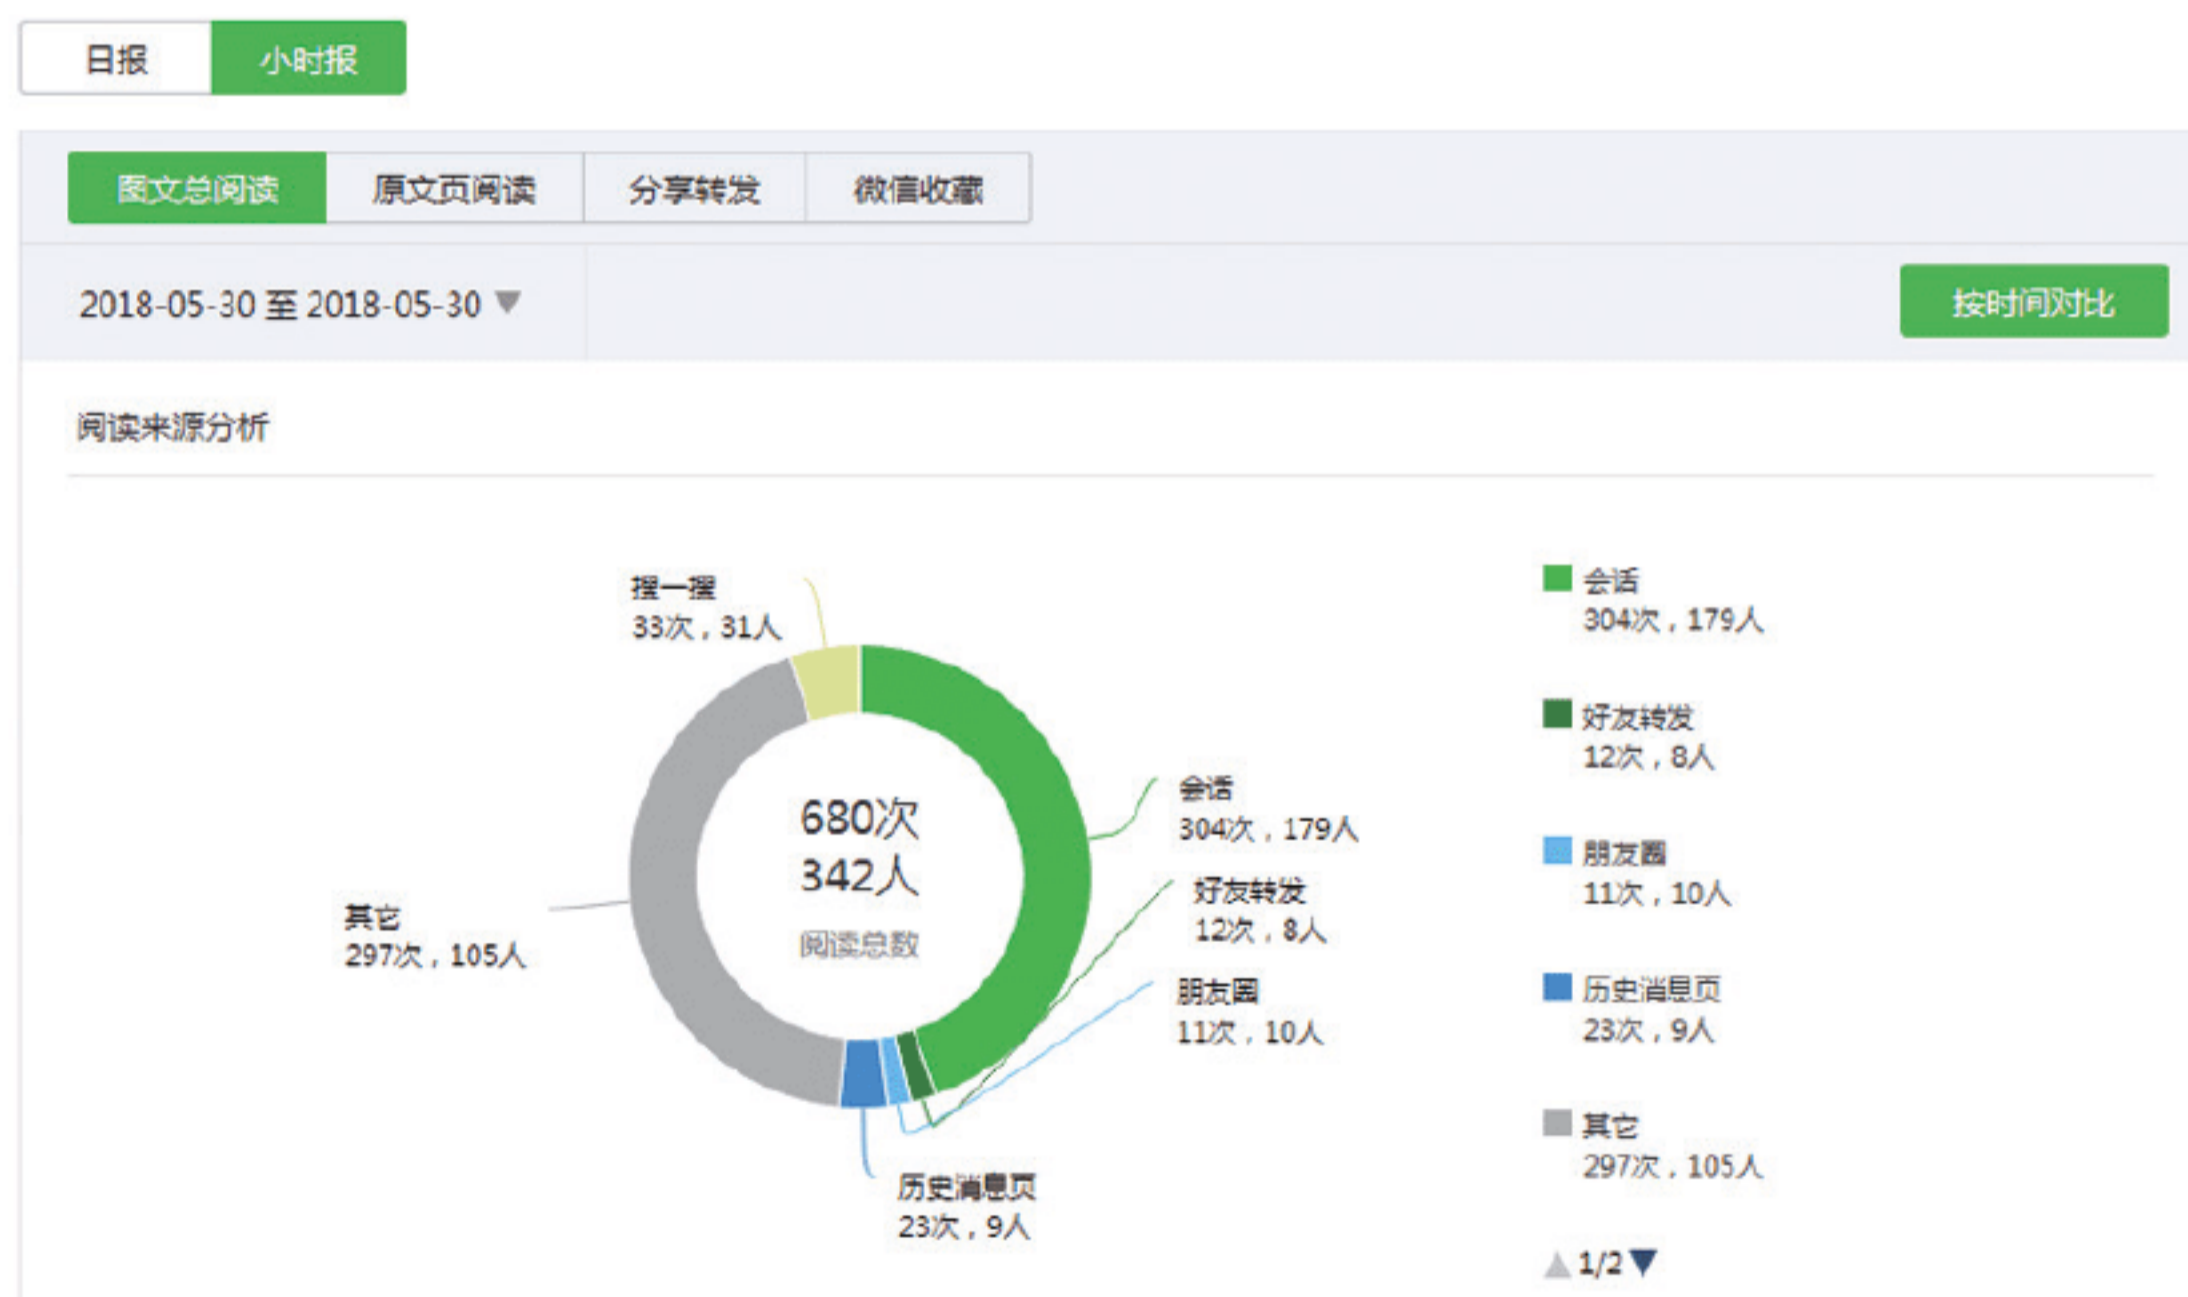 日报
小时报
图文总阅读
原文页阅读
分享转发
微信收藏
2018-05-30 至 2018-05-30
按时间对比
阅读来源分析
搜一搜
33次，31人
会话
304次，179人
好友转发
12次，8人
朋友圈
11次，10人
历史消息页
23次，9人
其它
297次，105人
680次
342人
阅读总数
会话
304次，179人
好友转发
12次，8人
朋友圈
11次，10人
历史消息页
23次，9人
其它
297次，105人
1/2